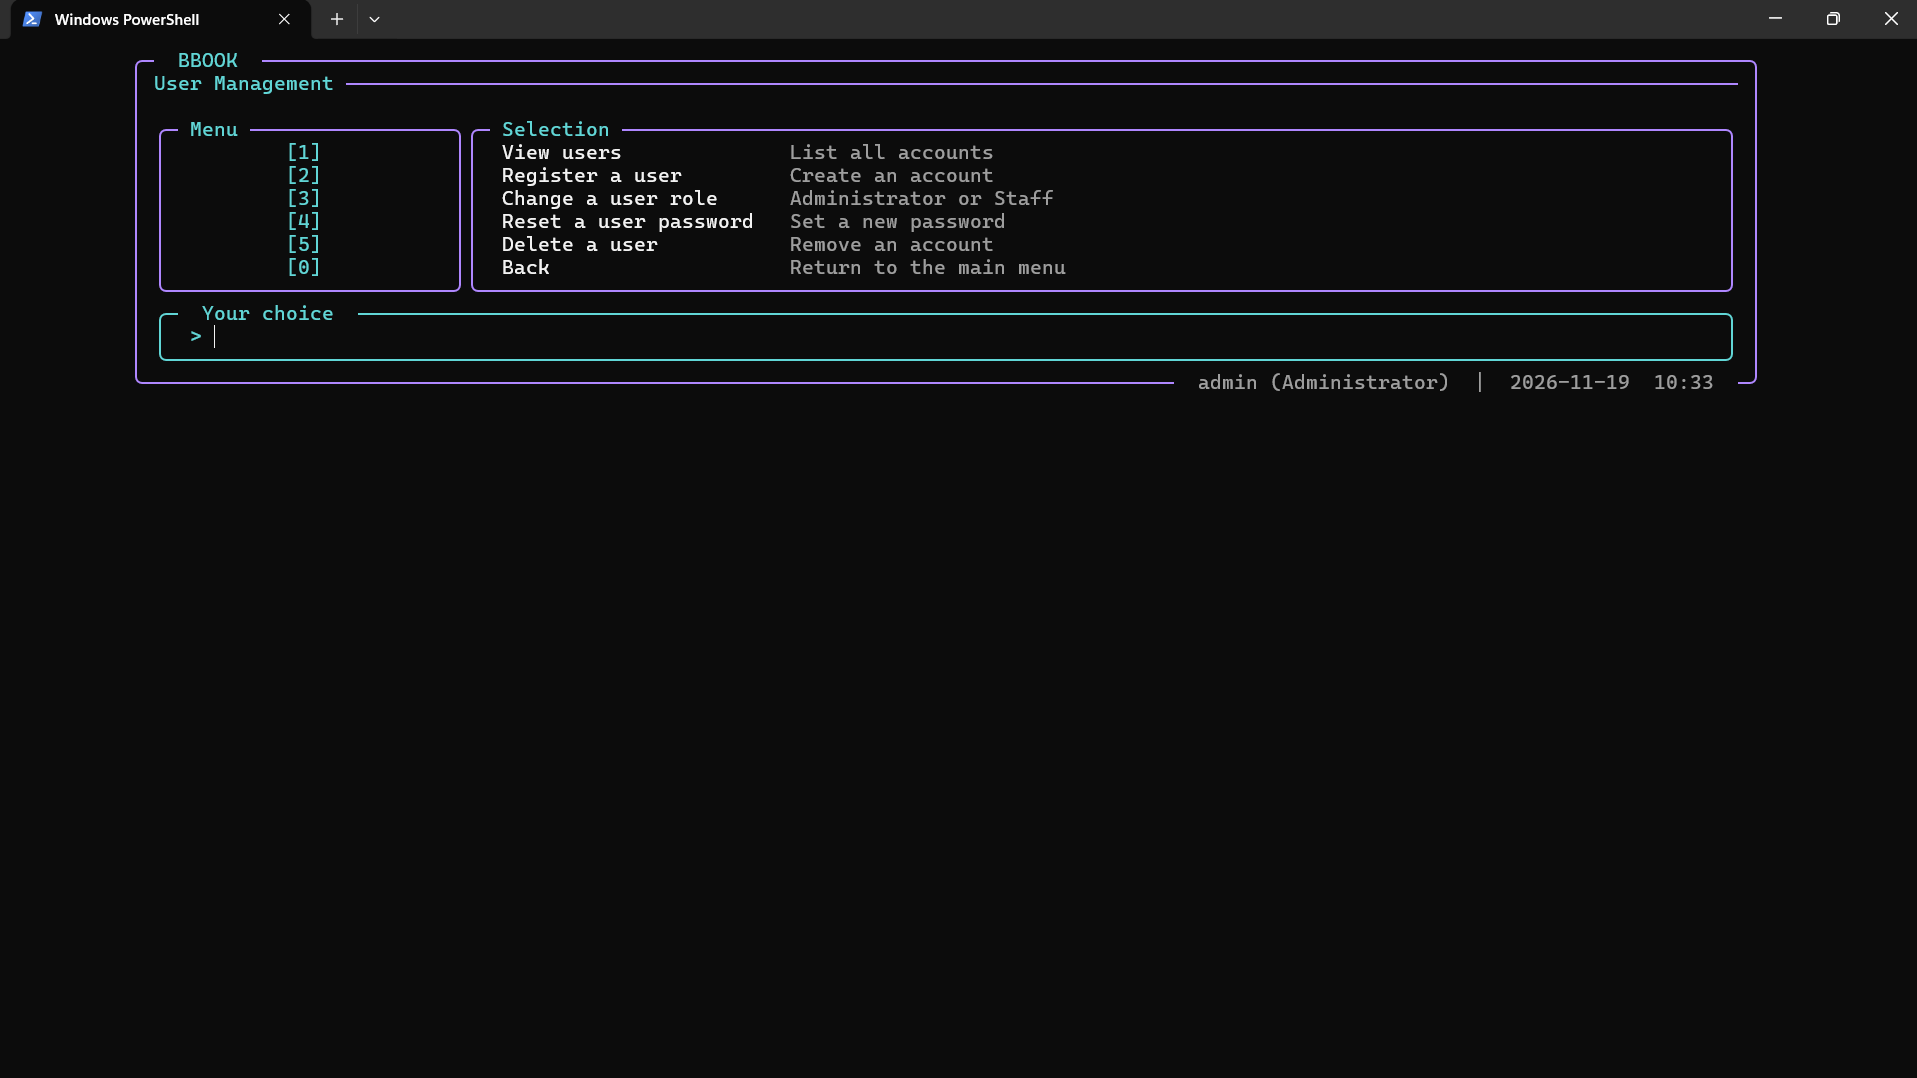 Windows PowerShell
BBOOK
User Management
Menu Selection
[1] View users List all accounts
[2] Register a user Create an account
[3] Change a user role Administrator or Staff
[4] Reset a user password Set a new password
[5] Delete a user Remove an account
[0] Back Return to the main menu
Your choice
>
admin (Administrator) | 2026-11-19 10:33